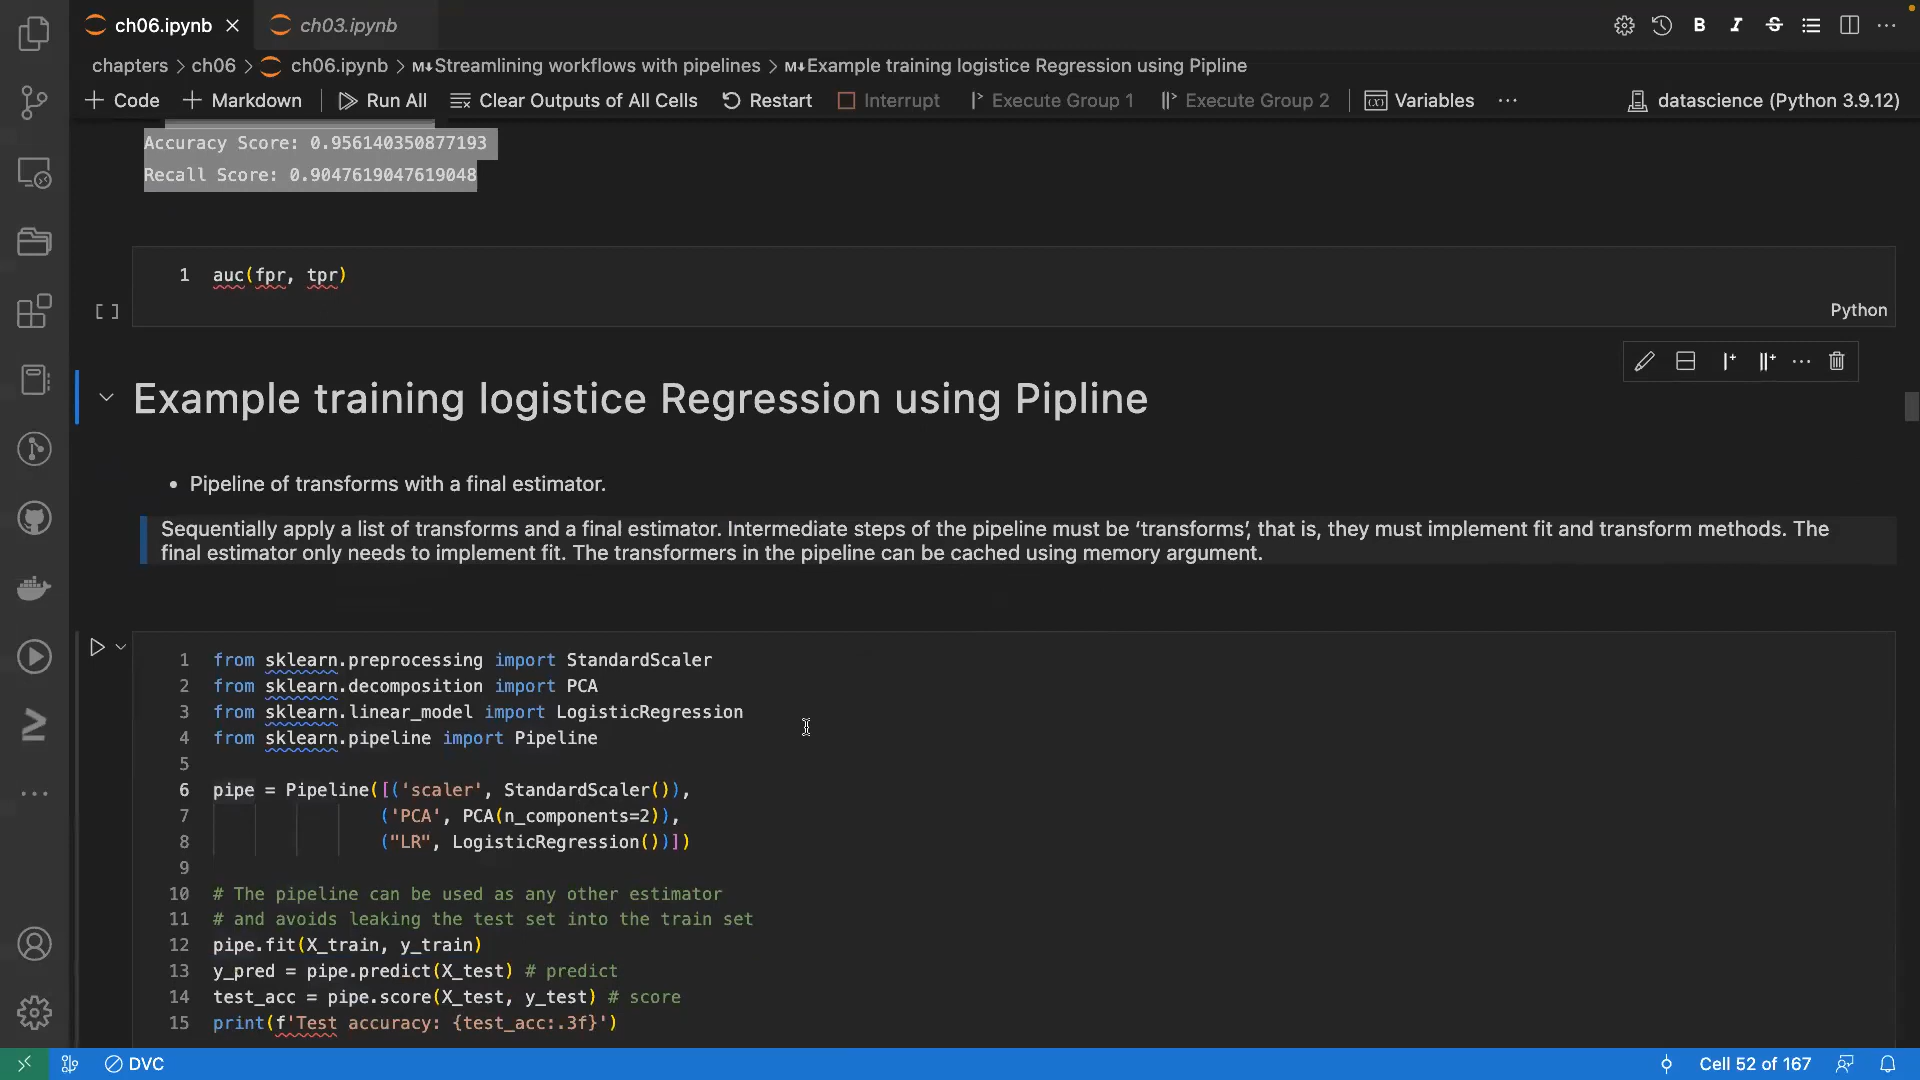 ch06.ipynb
ch03.ipynb
chapters > ch06 > ch06.ipynb > M↓Streamlining workflows with pipelines > M↓Example training logistice Regression using Pipline
+ Code + Markdown Run All Clear Outputs of All Cells Restart Interrupt Execute Group 1 Execute Group 2 Variables ... datascience (Python 3.9.12)
Accuracy Score: 0.956140350877193
Recall Score: 0.9047619047619048
1 auc(fpr, tpr)
[ ]
Python
Example training logistice Regression using Pipline
• Pipeline of transforms with a final estimator.
Sequentially apply a list of transforms and a final estimator. Intermediate steps of the pipeline must be ‘transforms’, that is, they must implement fit and transform methods. The
final estimator only needs to implement fit. The transformers in the pipeline can be cached using memory argument.
1 from sklearn.preprocessing import StandardScaler
2 from sklearn.decomposition import PCA
3 from sklearn.linear_model import LogisticRegression
4 from sklearn.pipeline import Pipeline
5
6 pipe = Pipeline([('scaler', StandardScaler()),
7 ('PCA', PCA(n_components=2)),
8 ("LR", LogisticRegression())])
9
10 # The pipeline can be used as any other estimator
11 # and avoids leaking the test set into the train set
12 pipe.fit(X_train, y_train)
13 y_pred = pipe.predict(X_test) # predict
14 test_acc = pipe.score(X_test, y_test) # score
15 print(f'Test accuracy: {test_acc:.3f}')
DVC
Cell 52 of 167